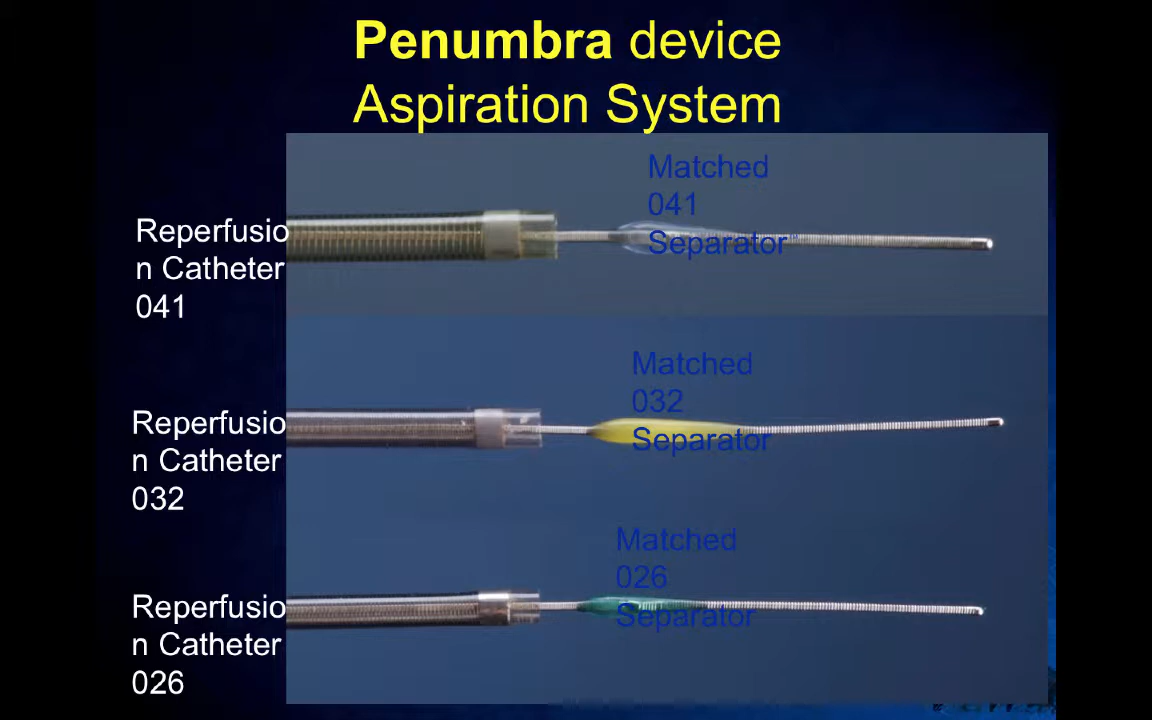 Penumbra device
Aspiration System
Matched
041
Separator™
Reperfusio
n Catheter
041
Matched
032
Separator
Reperfusio
n Catheter
032
Matched
026
Separator
Reperfusio
n Catheter
026